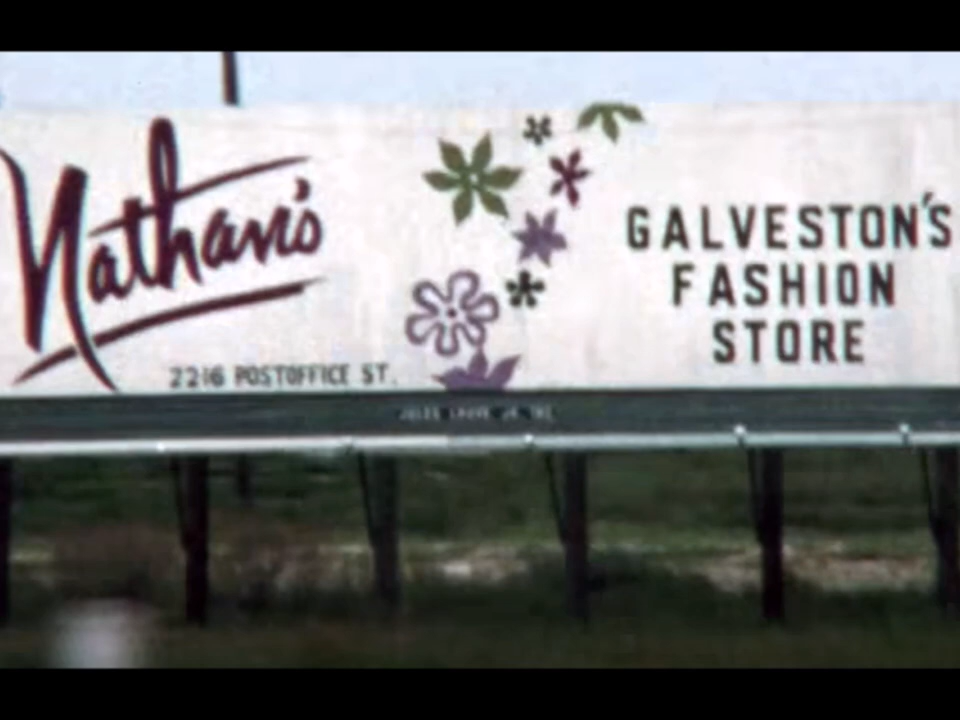 Nathan's
2216 POSTOFFICE ST.
GALVESTON'S
FASHION
STORE